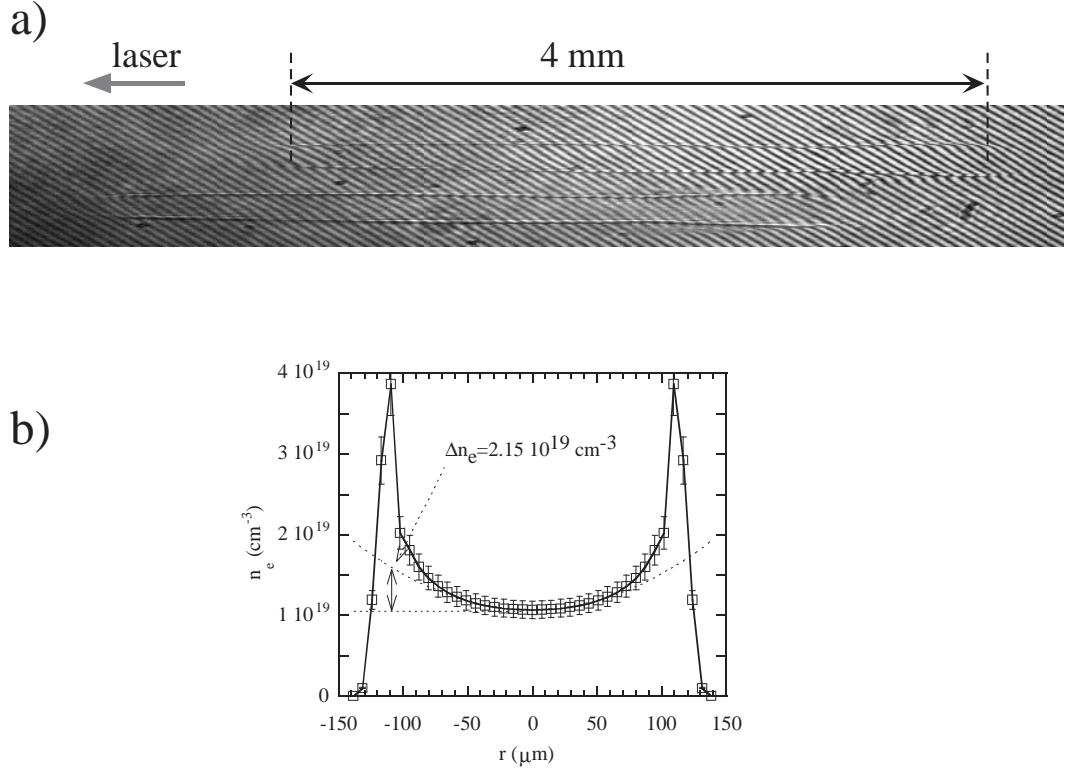 a)
laser
4 mm
b)
4 10^19
3 10^19
2 10^19
1 10^19
0
n_e (cm^-3)
Δn_e=2.15 10^19 cm^-3
-150 -100 -50 0 50 100 150
r (μm)